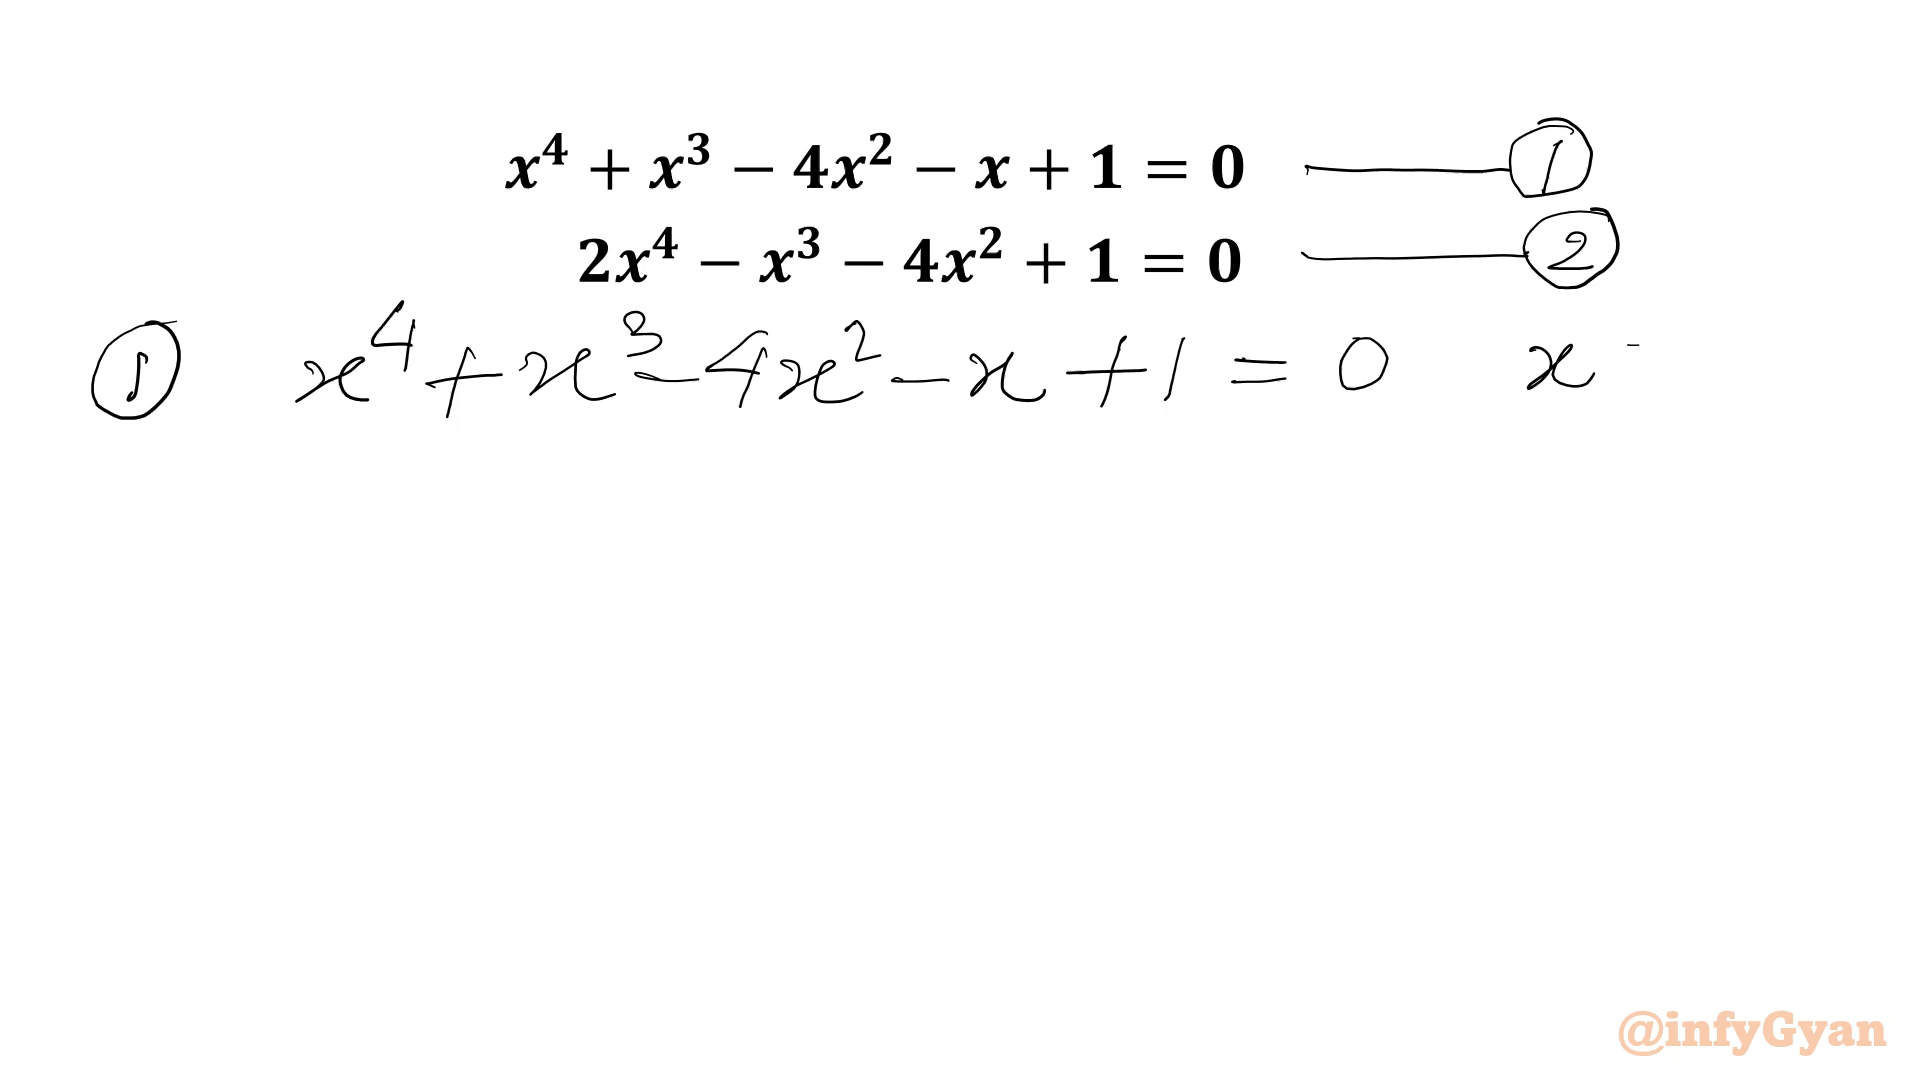 x⁴ + x³ − 4x² − x + 1 = 0 ——— ①
2x⁴ − x³ − 4x² + 1 = 0 ——— ②
① x⁴ + x³ − 4x² − x + 1 = 0 x -
@infyGyan